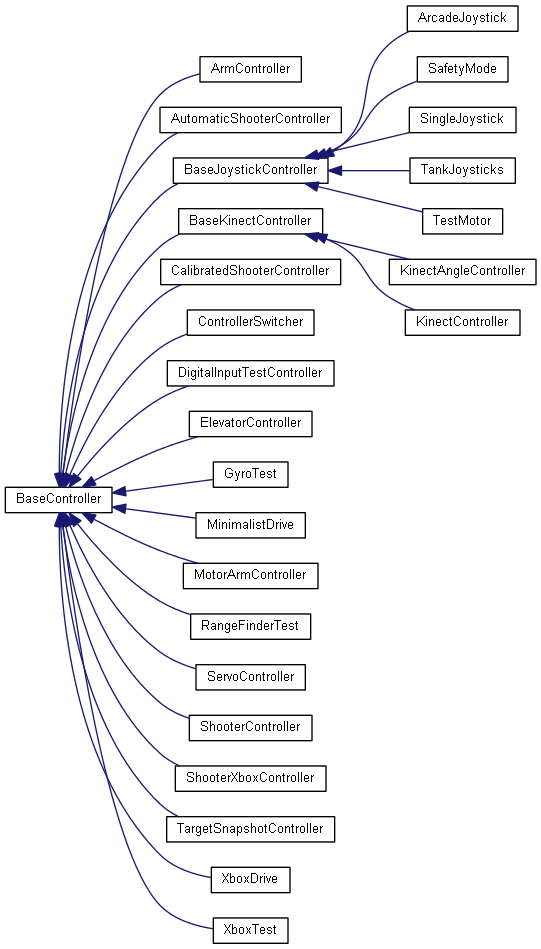 ArcadeJoystick
ArmController
SafetyMode
AutomaticShooterController
SingleJoystick
BaseJoystickController
TankJoysticks
BaseKinectController
TestMotor
CalibratedShooterController
KinectAngleController
ControllerSwitcher
KinectController
DigitalInputTestController
ElevatorController
GyroTest
BaseController
MinimalistDrive
MotorArmController
RangeFinderTest
ServoController
ShooterController
ShooterXboxController
TargetSnapshotController
XboxDrive
XboxTest